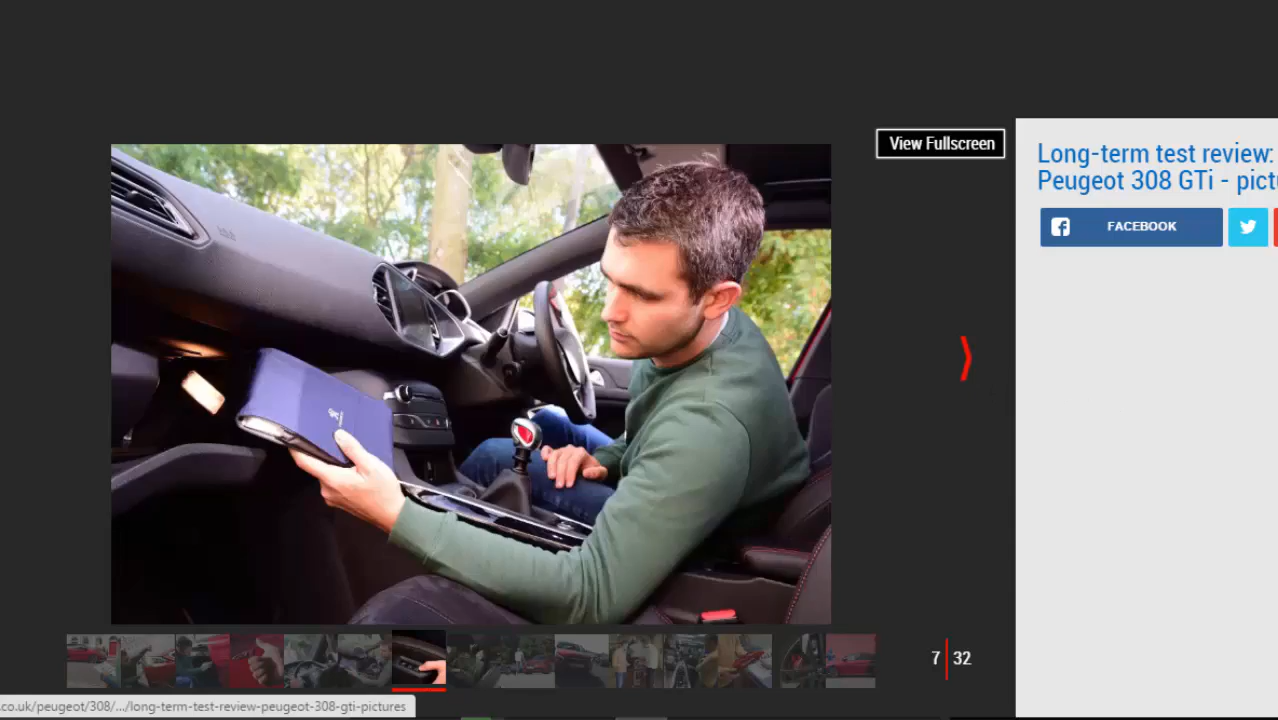 View Fullscreen
Long-term test review:
Peugeot 308 GTi - pict
FACEBOOK
7 32
.co.uk/peugeot/308/.../long-term-test-review-peugeot-308-gti-pictures